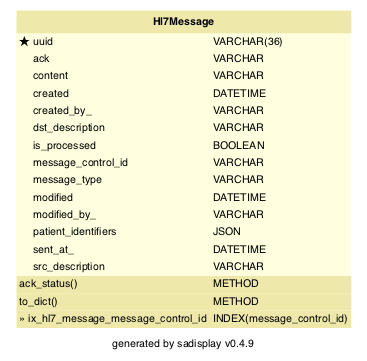 Hl7Message
★ uuid VARCHAR(36)
ack VARCHAR
content VARCHAR
created DATETIME
created_by_ VARCHAR
dst_description VARCHAR
is_processed BOOLEAN
message_control_id VARCHAR
message_type VARCHAR
modified DATETIME
modified_by_ VARCHAR
patient_identifiers JSON
sent_at_ DATETIME
src_description VARCHAR
ack_status() METHOD
to_dict() METHOD
» ix_hl7_message_message_control_id INDEX(message_control_id)
generated by sadisplay v0.4.9